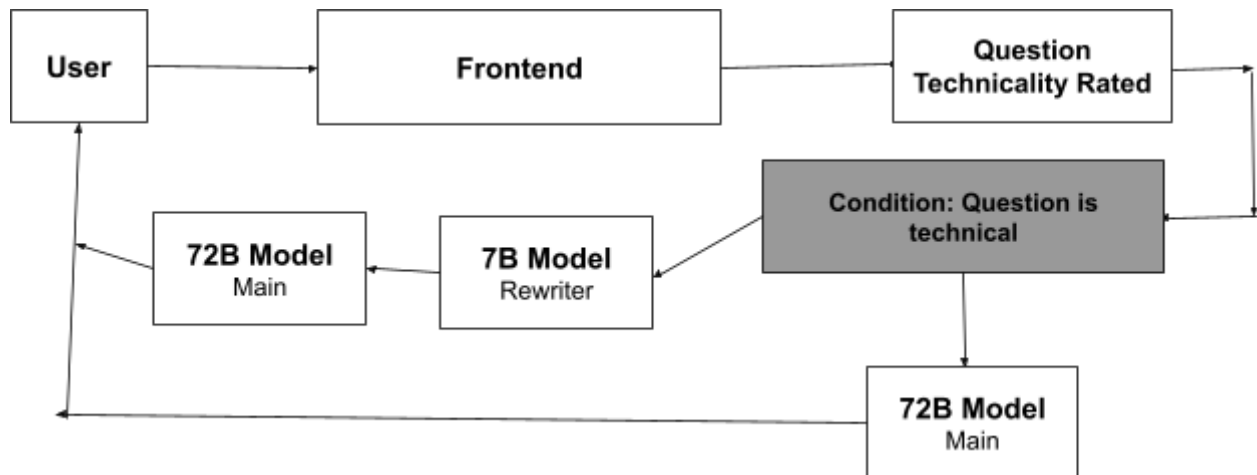 User
Frontend
Question
Technicality Rated
Condition: Question is
technical
72B Model
Main
7B Model
Rewriter
72B Model
Main